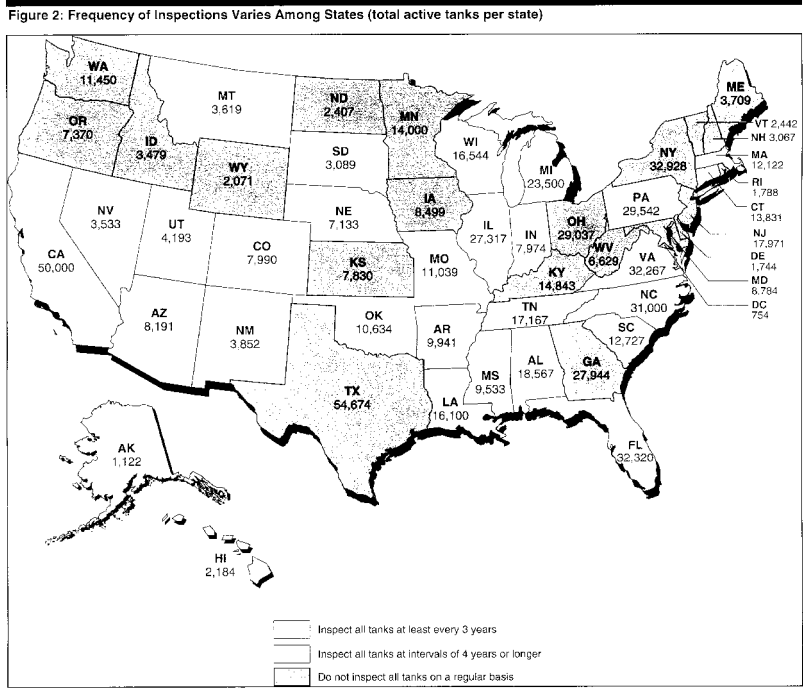 Figure 2: Frequency of Inspections Varies Among States (total active tanks per state)
WA
11,450
MT
3,619
ND
2,407
MN
14,000
ME
3,709
OR
7,370
ID
3,479
WY
2,071
SD
3,089
WI
16,544
MI
23,500
NY
32,928
VT 2,442
NH 3,067
MA
12,122
RI
1,788
CT
13,831
NJ
17,971
DE
1,744
MD
8,784
DC
754
NV
3,533
UT
4,193
CO
7,990
NE
7,133
IA
8,499
IL
27,317
IN
7,974
OH
29,037
PA
29,542
CA
50,000
KS
7,830
MO
11,039
KY
14,843
WV
6,629
VA
32,267
AZ
8,191
NM
3,852
OK
10,634
AR
9,941
TN
17,167
NC
31,000
SC
12,727
TX
54,674
LA
16,100
MS
9,533
AL
18,567
GA
27,944
FL
32,320
AK
1,122
HI
2,184
Inspect all tanks at least every 3 years
Inspect all tanks at intervals of 4 years or longer
Do not inspect all tanks on a regular basis